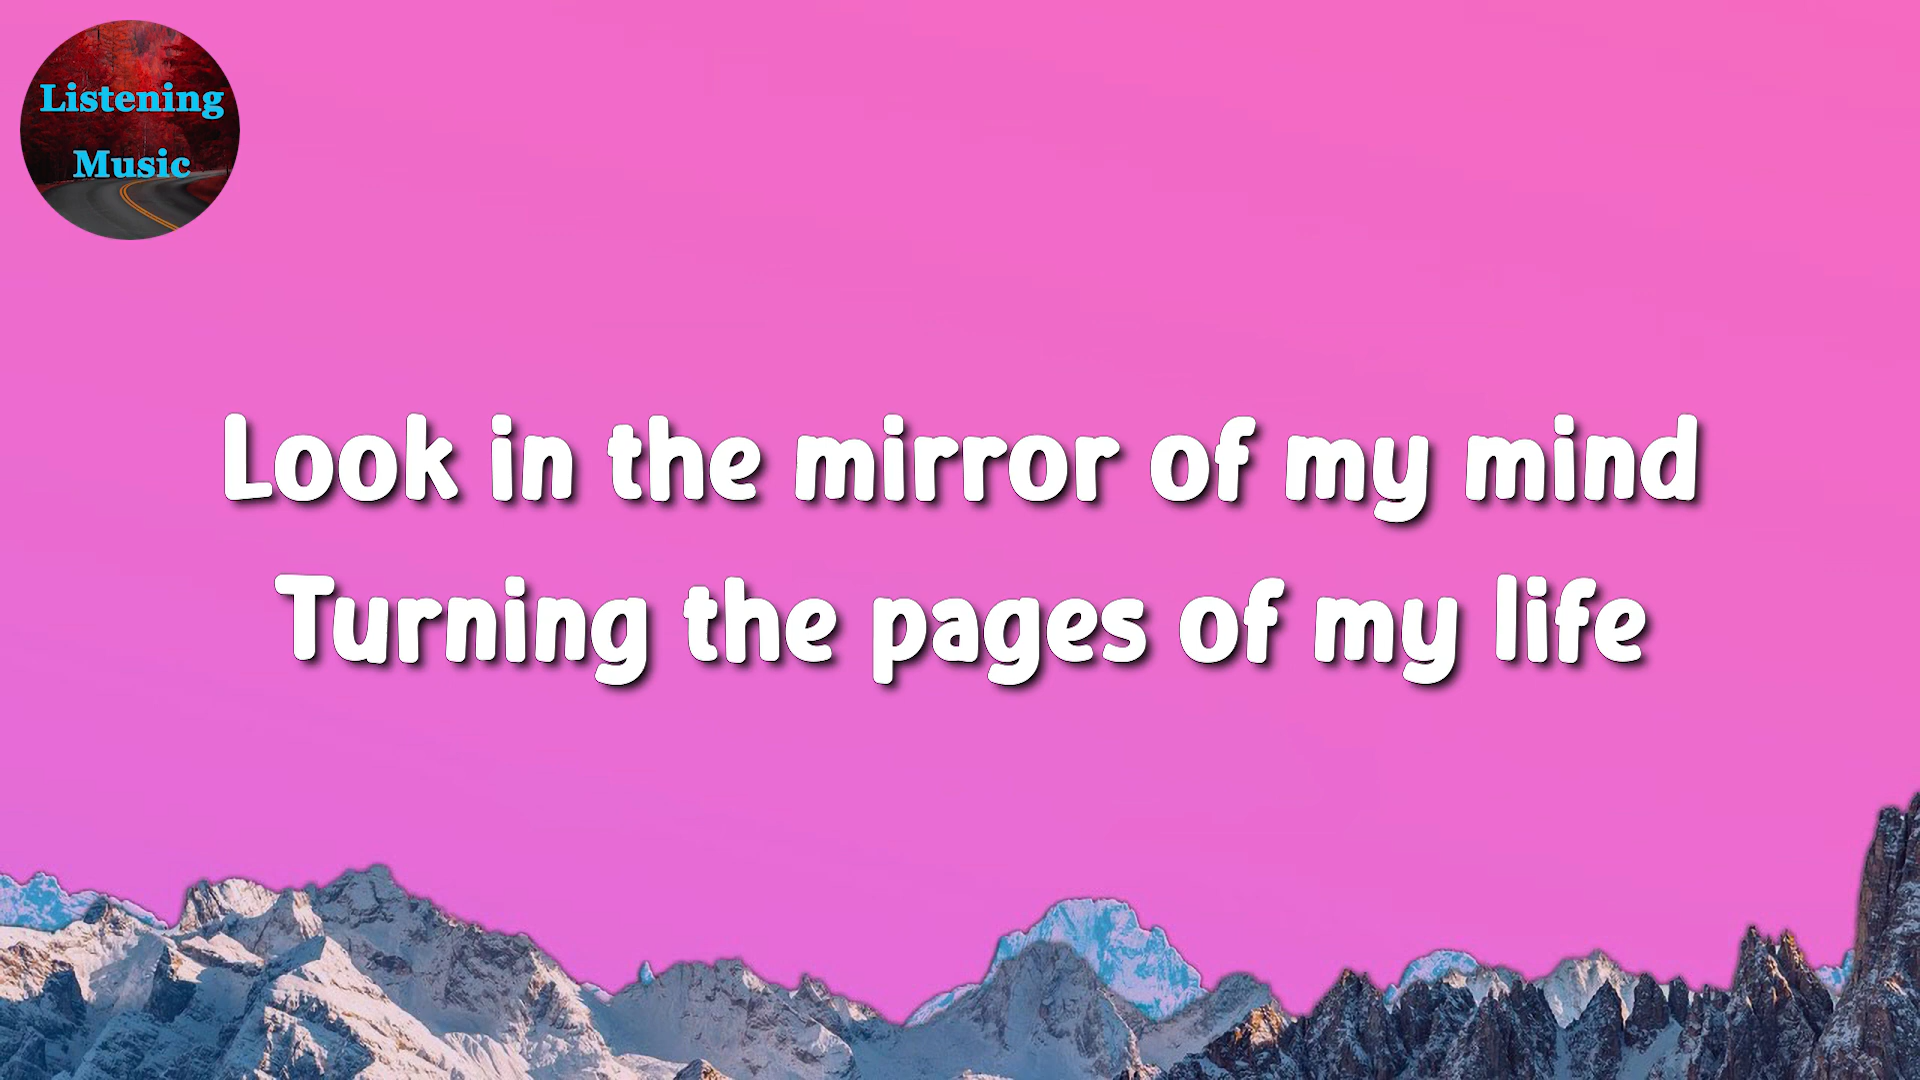 Listening
Music
Look in the mirror of my mind
Turning the pages of my life